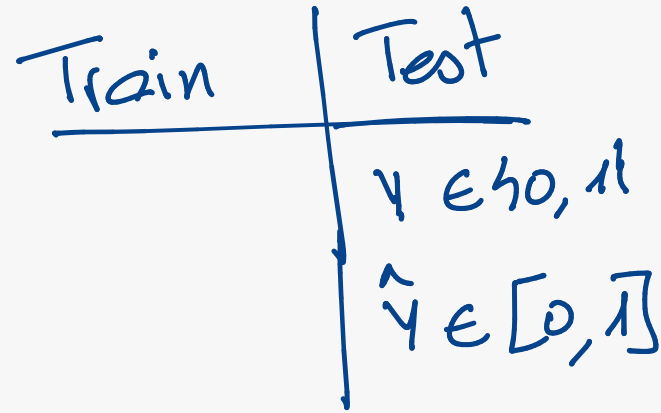 Train Test
y ∈ {0, 1}
ŷ ∈ [0, 1]